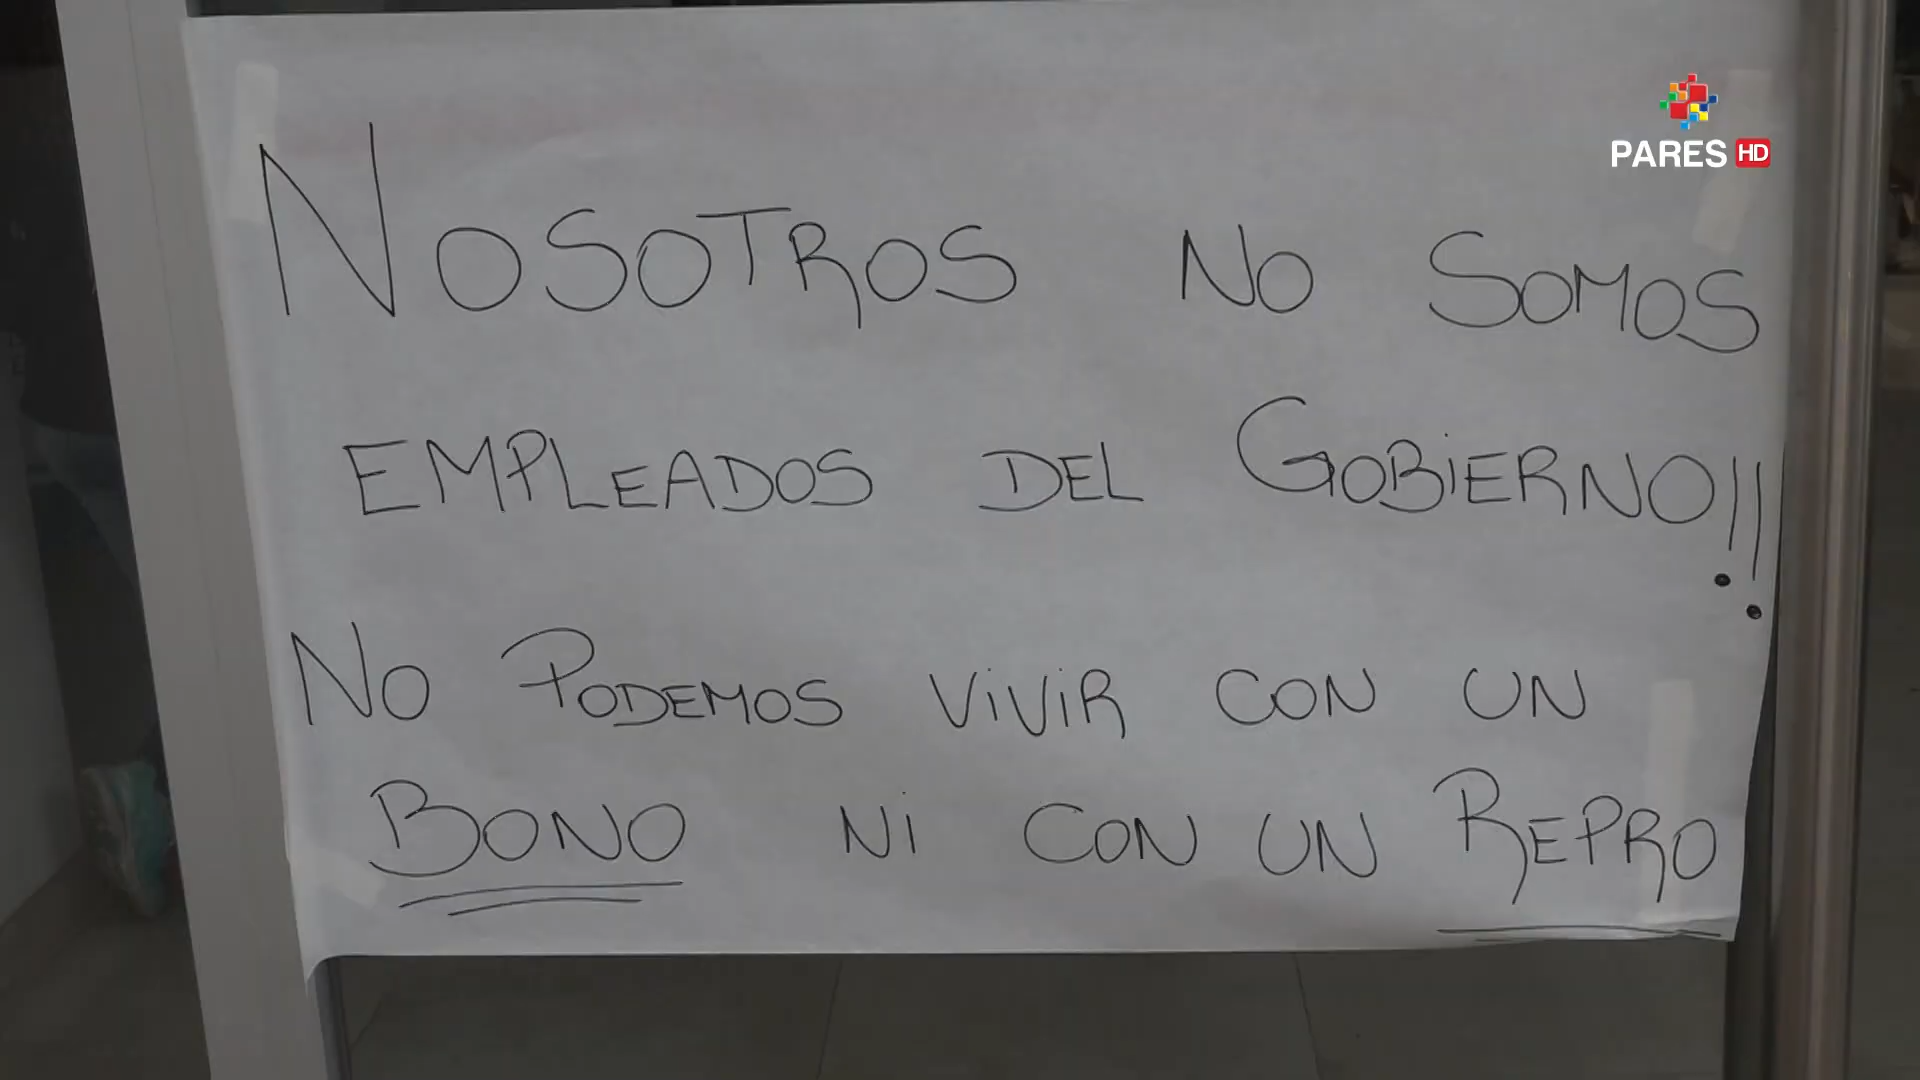 PARES HD
NOSOTROS NO SOMOS
EMPLEADOS DEL GOBIERNO!!
NO PODEMOS VIVIR CON UN
BONO NI CON UN REPRO